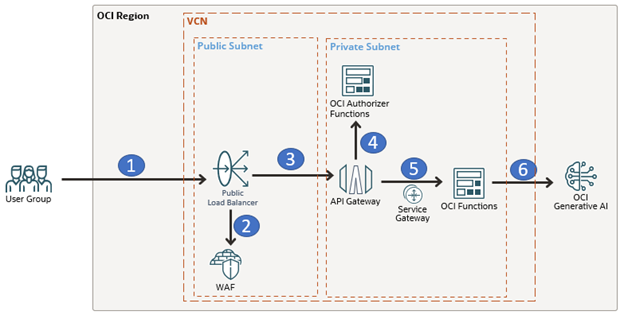 OCI Region
VCN
Public Subnet
Private Subnet
OCI Authorizer
Functions
1
3
4
5
6
User Group
Public
Load Balancer
API Gateway
Service
Gateway
OCI Functions
OCI
Generative AI
2
WAF